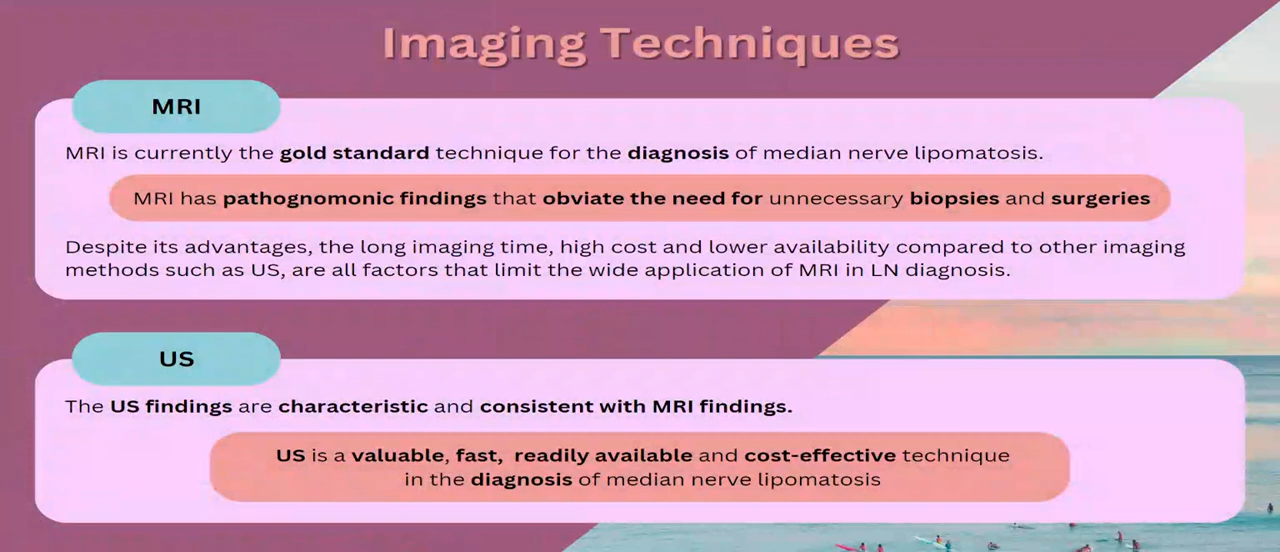 Imaging Techniques
MRI
MRI is currently the gold standard technique for the diagnosis of median nerve lipomatosis.
MRI has pathognomonic findings that obviate the need for unnecessary biopsies and surgeries
Despite its advantages, the long imaging time, high cost and lower availability compared to other imaging
methods such as US, are all factors that limit the wide application of MRI in LN diagnosis.
US
The US findings are characteristic and consistent with MRI findings.
US is a valuable, fast, readily available and cost-effective technique
in the diagnosis of median nerve lipomatosis